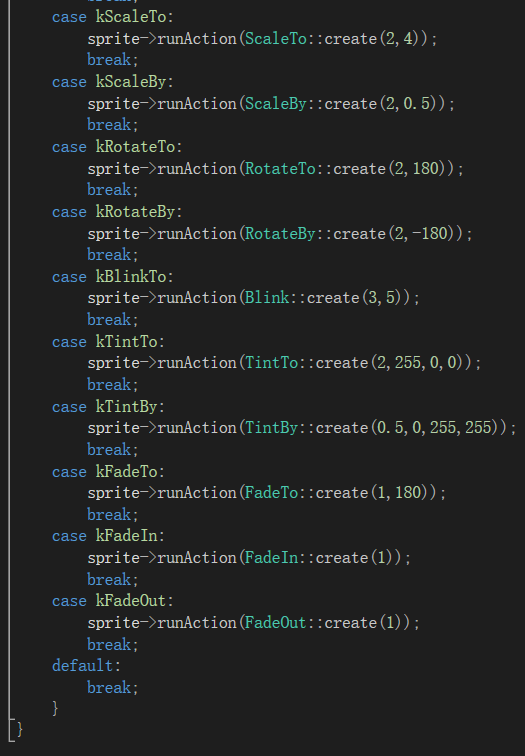 break;
case kScaleTo:
sprite->runAction(ScaleTo::create(2,4));
break;
case kScaleBy:
sprite->runAction(ScaleBy::create(2,0.5));
break;
case kRotateTo:
sprite->runAction(RotateTo::create(2,180));
break;
case kRotateBy:
sprite->runAction(RotateBy::create(2,-180));
break;
case kBlinkTo:
sprite->runAction(Blink::create(3,5));
break;
case kTintTo:
sprite->runAction(TintTo::create(2,255,0,0));
break;
case kTintBy:
sprite->runAction(TintBy::create(0.5,0,255,255));
break;
case kFadeTo:
sprite->runAction(FadeTo::create(1,180));
break;
case kFadeIn:
sprite->runAction(FadeIn::create(1));
break;
case kFadeOut:
sprite->runAction(FadeOut::create(1));
break;
default:
break;
}
}